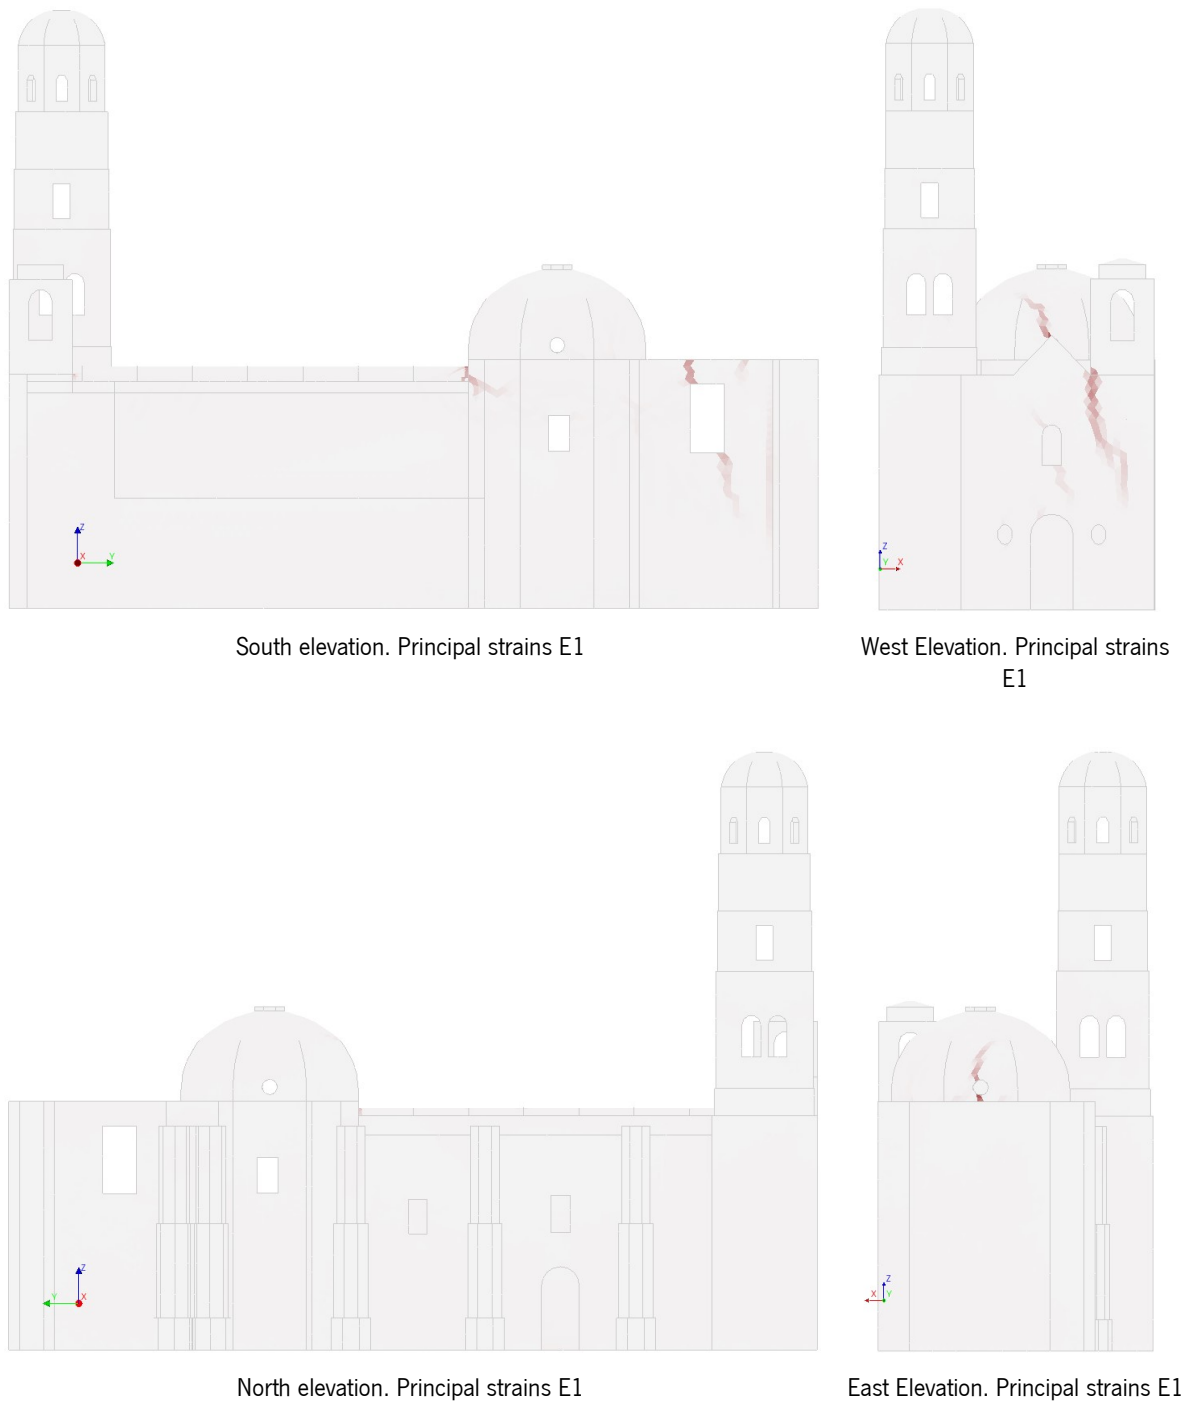 Z
X
Y
Z
Y
X
South elevation. Principal strains E1
West Elevation. Principal strains
E1
Z
Y
X
Z
X
Y
North elevation. Principal strains E1
East Elevation. Principal strains E1